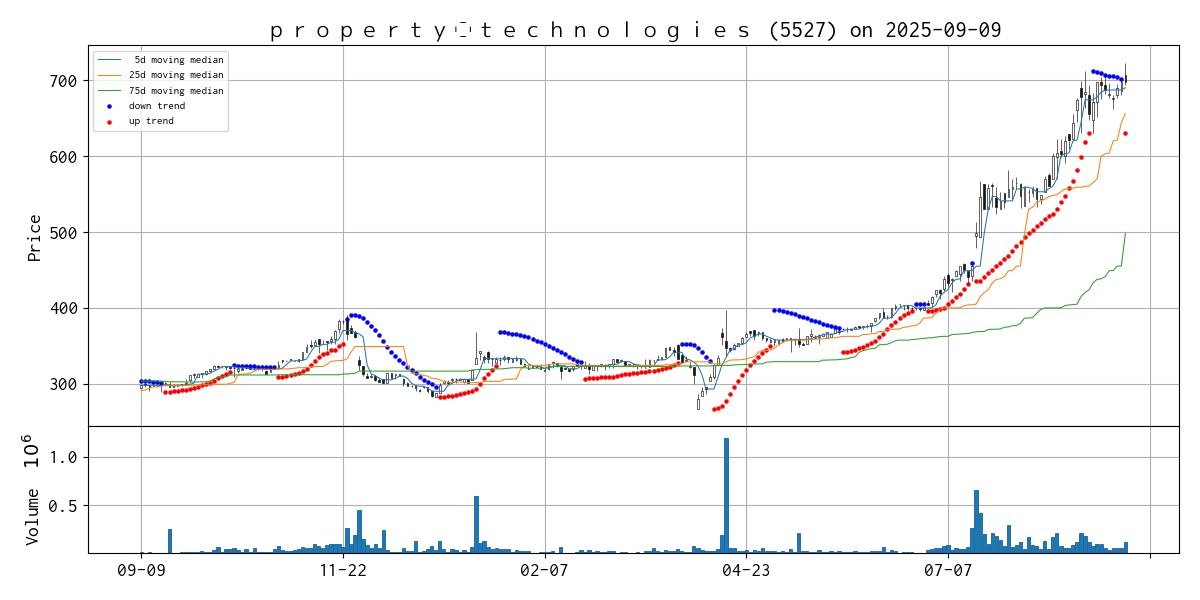 ｐｒｏｐｅｒｔｙ　ｔｅｃｈｎｏｌｏｇｉｅｓ (5527) on 2025-09-09
5d moving median
25d moving median
75d moving median
down trend
up trend
700
600
500
400
300
Price
1.0
0.5
Volume 10^6
09-09
11-22
02-07
04-23
07-07